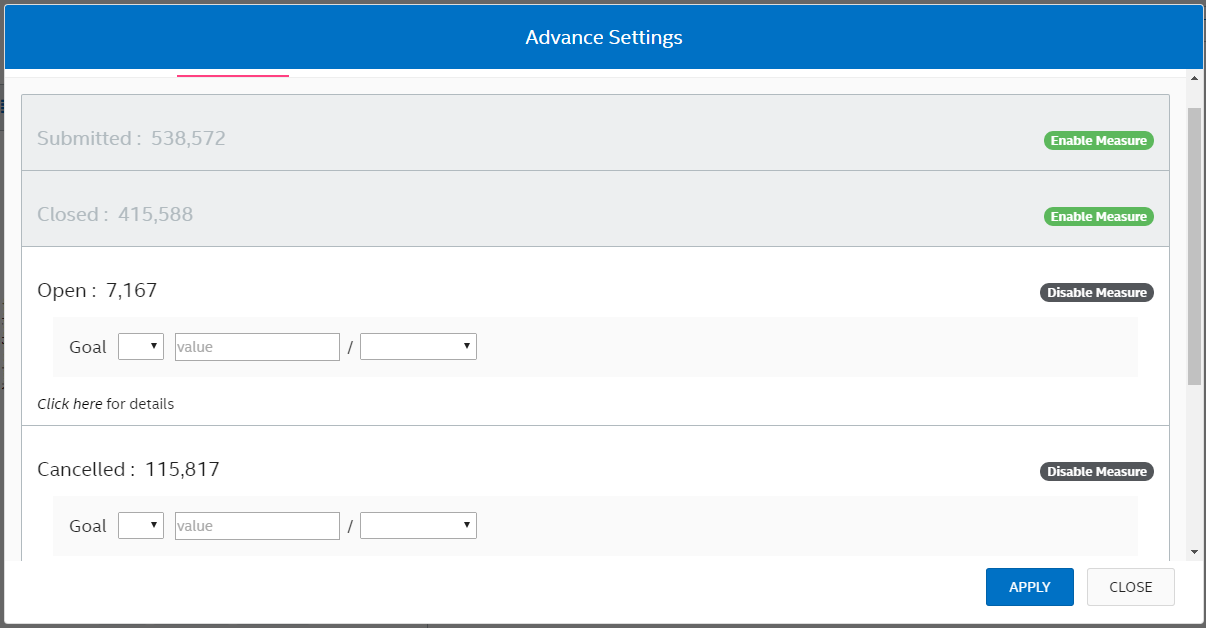 Advance Settings
Submitted : 538,572
Enable Measure
Closed : 415,588
Enable Measure
Open : 7,167
Disable Measure
Goal value /
Click here for details
Cancelled : 115,817
Disable Measure
Goal value /
APPLY CLOSE